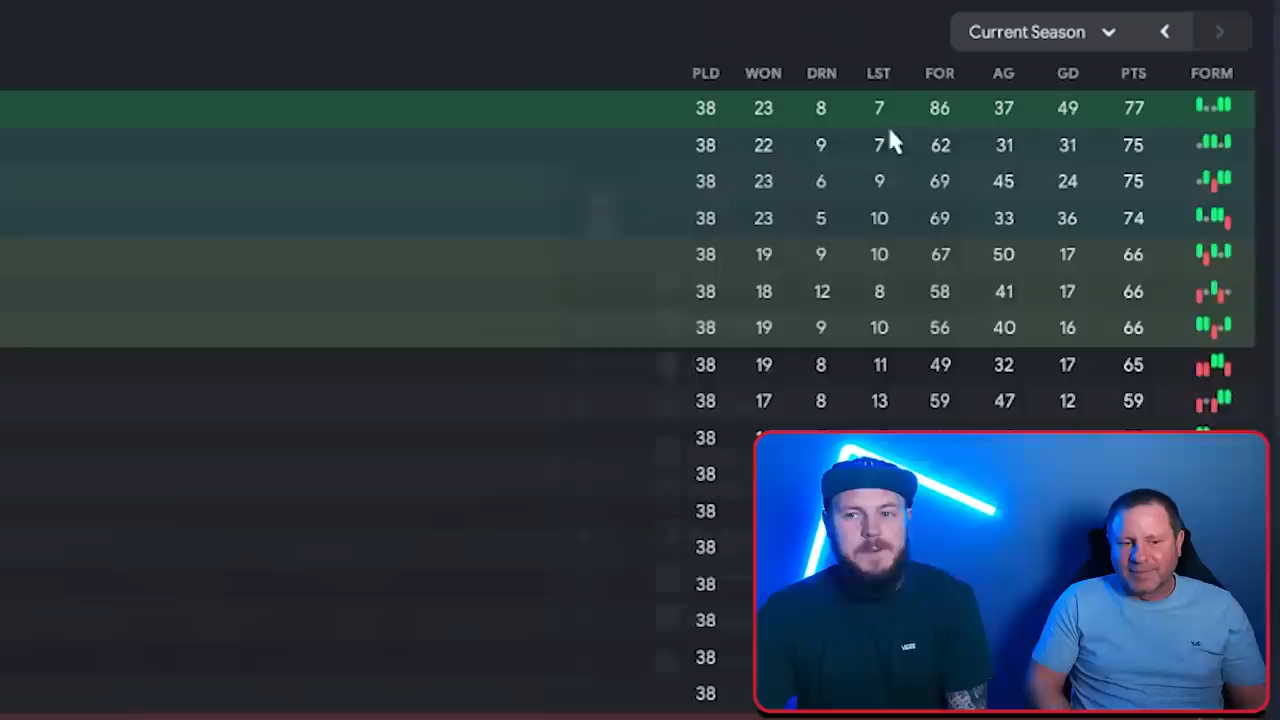 Current Season
PLD WON DRN LST FOR AG GD PTS FORM
38 23 8 7 86 37 49 77
38 22 9 7 62 31 31 75
38 23 6 9 69 45 24 75
38 23 5 10 69 33 36 74
38 19 9 10 67 50 17 66
38 18 12 8 58 41 17 66
38 19 9 10 56 40 16 66
38 19 8 11 49 32 17 65
38 17 8 13 59 47 12 59
38
38
38
38
38
38
38
38
VANS